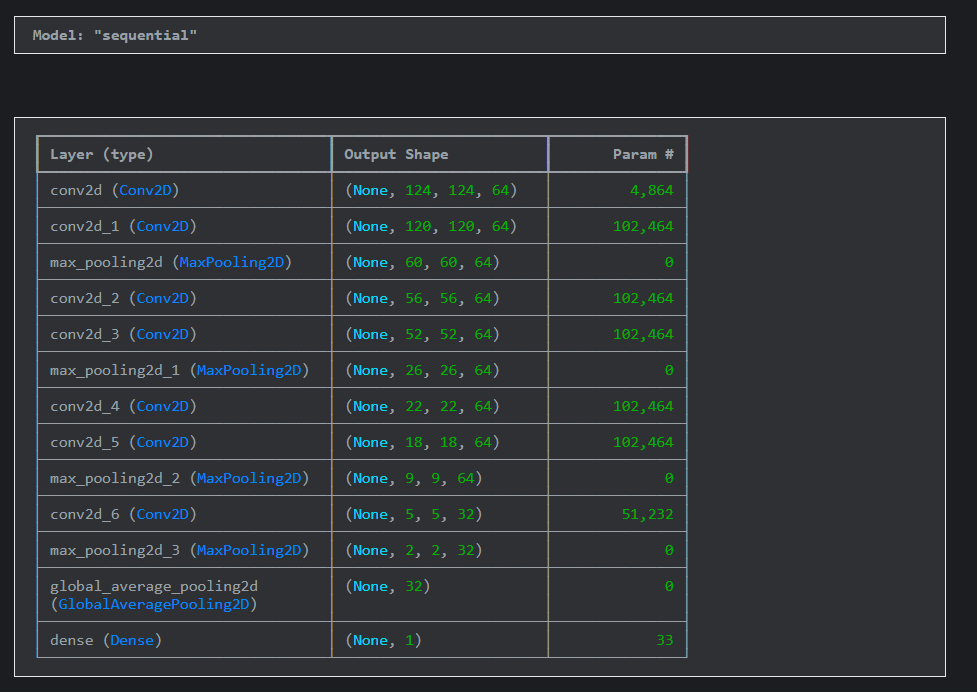 Model: "sequential"
Layer (type) Output Shape Param #
conv2d (Conv2D) (None, 124, 124, 64) 4,864
conv2d_1 (Conv2D) (None, 120, 120, 64) 102,464
max_pooling2d (MaxPooling2D) (None, 60, 60, 64) 0
conv2d_2 (Conv2D) (None, 56, 56, 64) 102,464
conv2d_3 (Conv2D) (None, 52, 52, 64) 102,464
max_pooling2d_1 (MaxPooling2D) (None, 26, 26, 64) 0
conv2d_4 (Conv2D) (None, 22, 22, 64) 102,464
conv2d_5 (Conv2D) (None, 18, 18, 64) 102,464
max_pooling2d_2 (MaxPooling2D) (None, 9, 9, 64) 0
conv2d_6 (Conv2D) (None, 5, 5, 32) 51,232
max_pooling2d_3 (MaxPooling2D) (None, 2, 2, 32) 0
global_average_pooling2d (None, 32) 0
(GlobalAveragePooling2D)
dense (Dense) (None, 1) 33